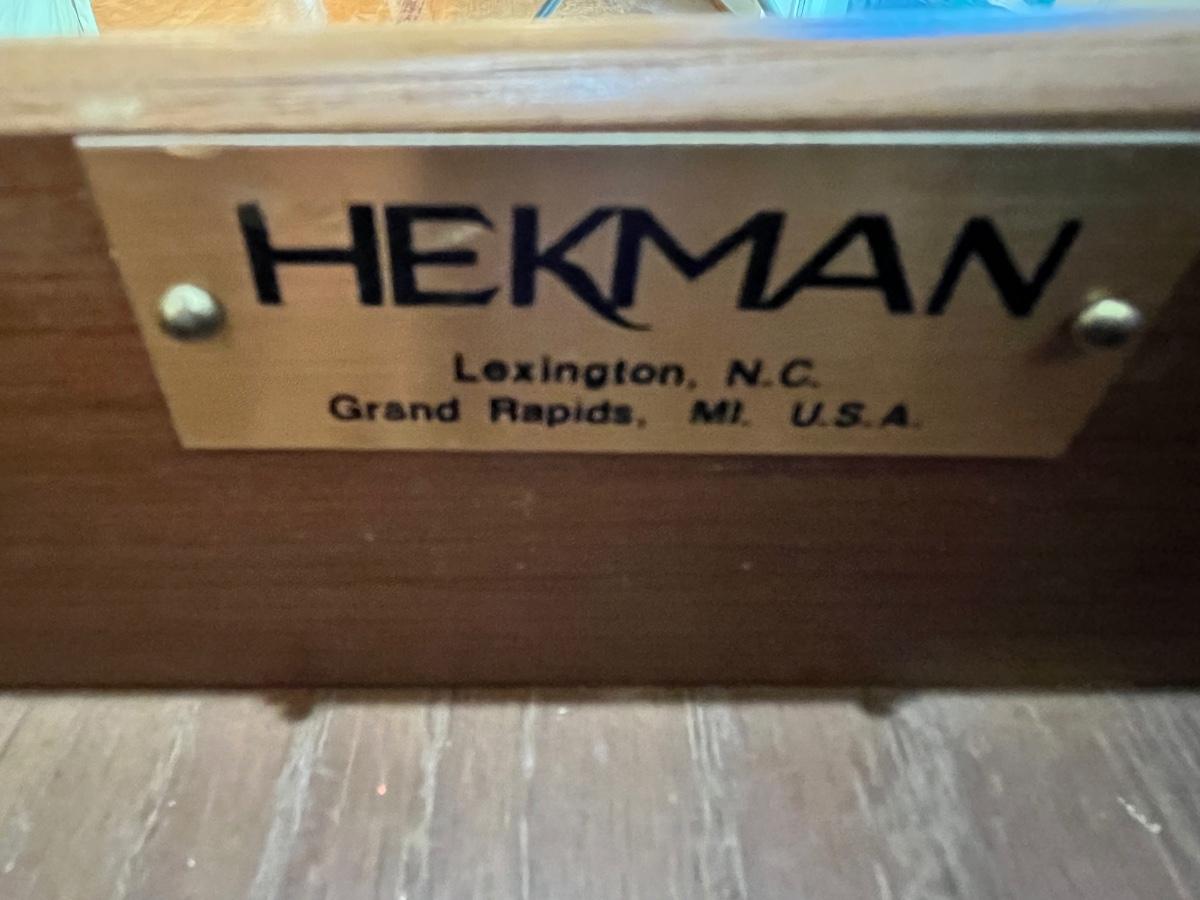 HEKMAN
Lexington, N.C.
Grand Rapids, MI. U.S.A.